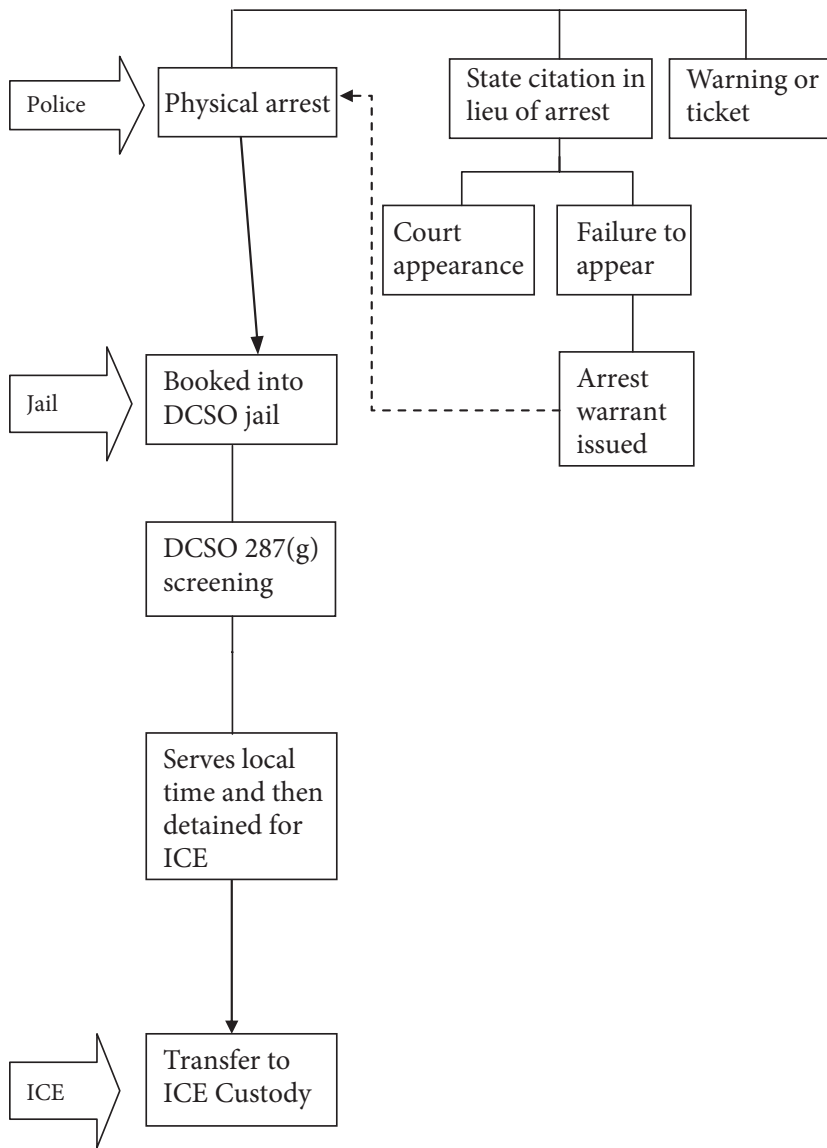 Police
Physical arrest
State citation in
lieu of arrest
Warning or
ticket
Court
appearance
Failure to
appear
Jail
Booked into
DCSO jail
Arrest
warrant
issued
DCSO 287(g)
screening
Serves local
time and then
detained for
ICE
ICE
Transfer to
ICE Custody